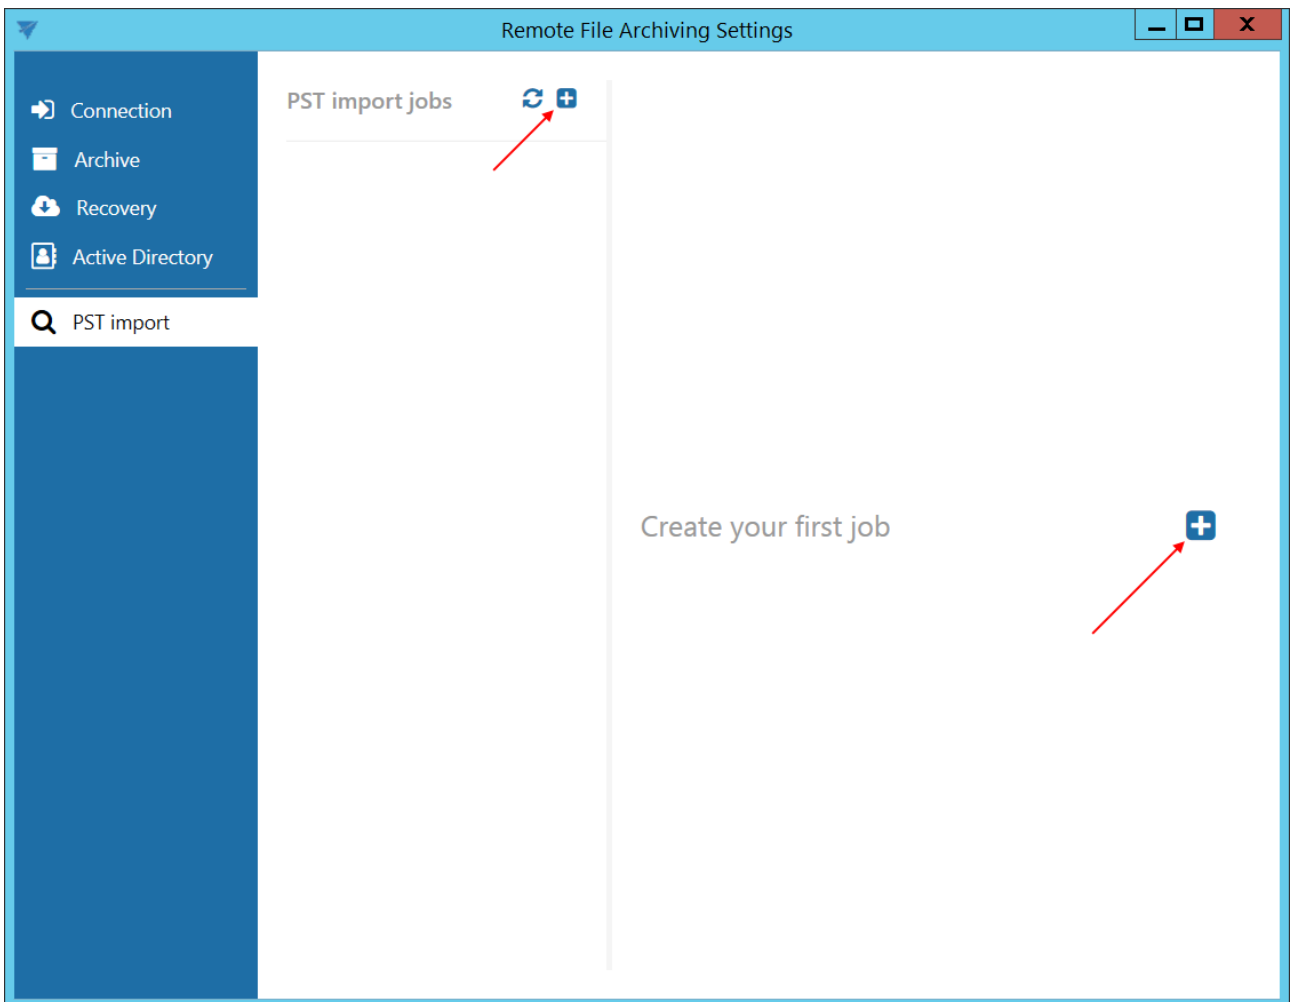 Remote File Archiving Settings
Connection
Archive
Recovery
Active Directory
PST import
PST import jobs
Create your first job